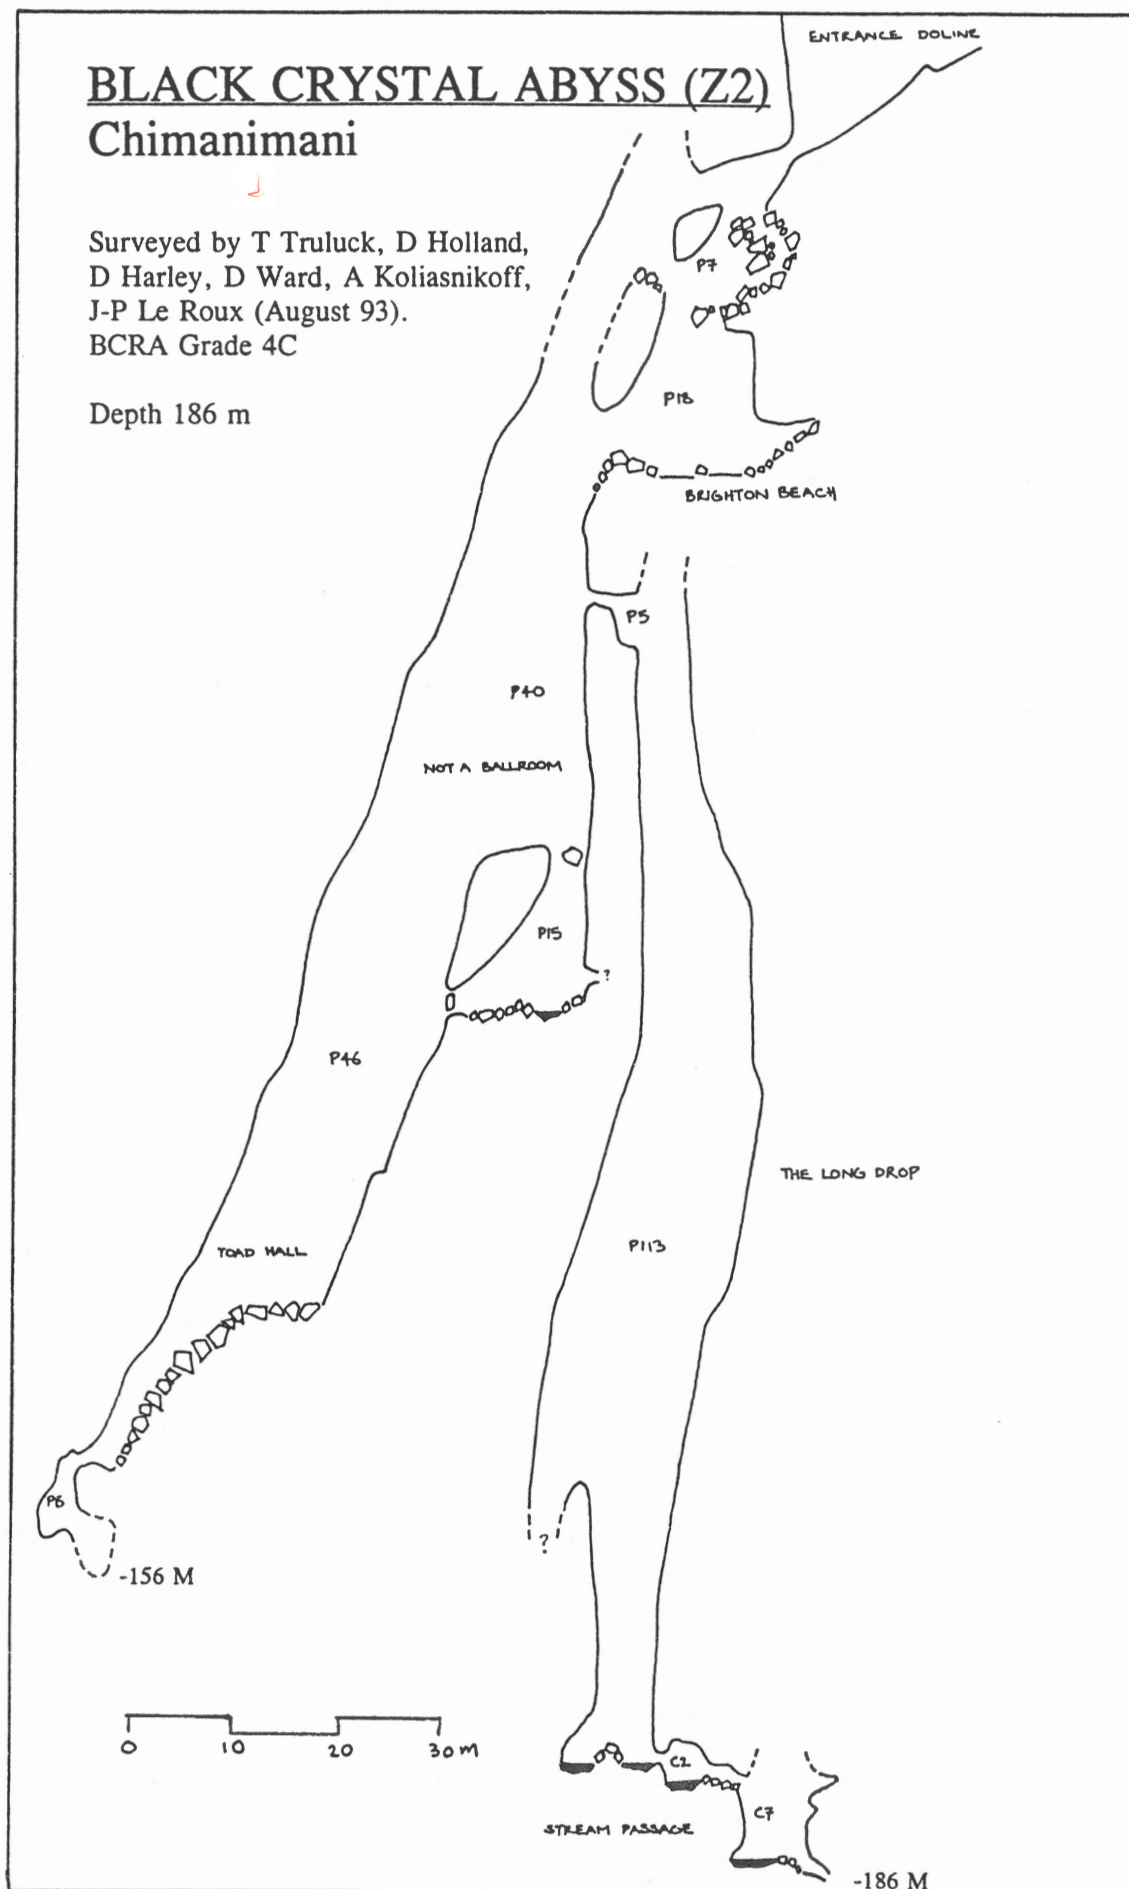 BLACK CRYSTAL ABYSS (Z2)
Chimanimani
Surveyed by T Truluck, D Holland,
D Harley, D Ward, A Koliasnikoff,
J-P Le Roux (August 93).
BCRA Grade 4C
Depth 186 m
ENTRANCE DOLINE
P7
P18
BRIGHTON BEACH
P5
P40
NOT A BALLROOM
P15
?
P46
THE LONG DROP
P113
TOAD HALL
?
-156 M
0 10 20 30 m
C2
C7
STREAM PASSAGE
-186 M